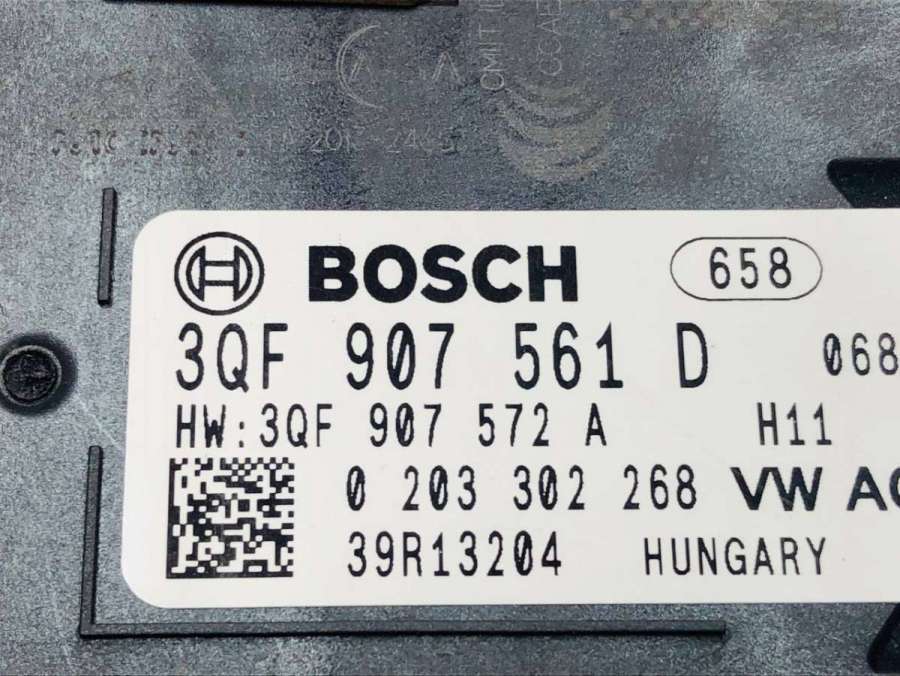 BOSCH 658
3QF 907 561 D 068
HW:3QF 907 572 A H11
0 203 302 268 VW AG
39R13204 HUNGARY